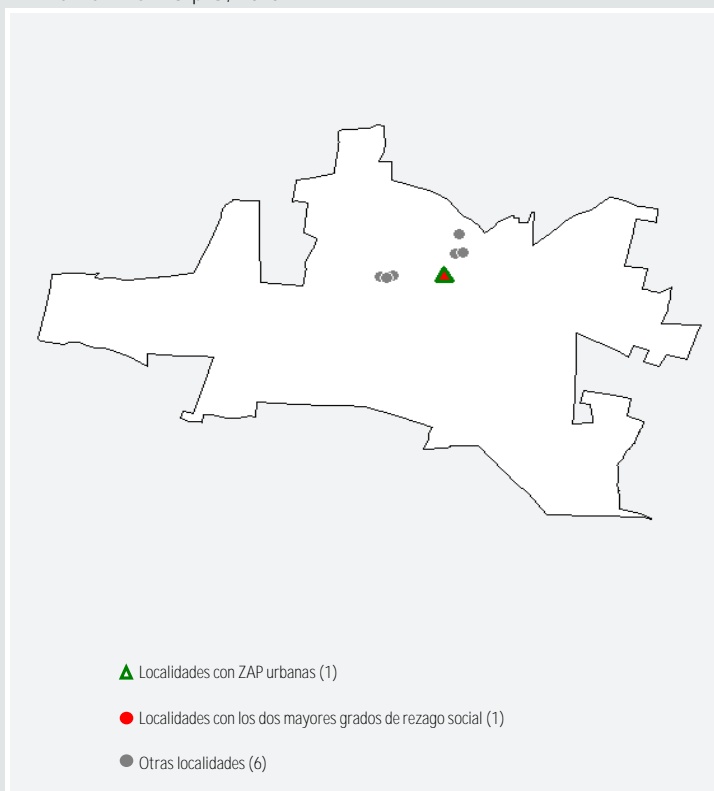 Localidades con ZAP urbanas (1)
Localidades con los dos mayores grados de rezago social (1)
Otras localidades (6)